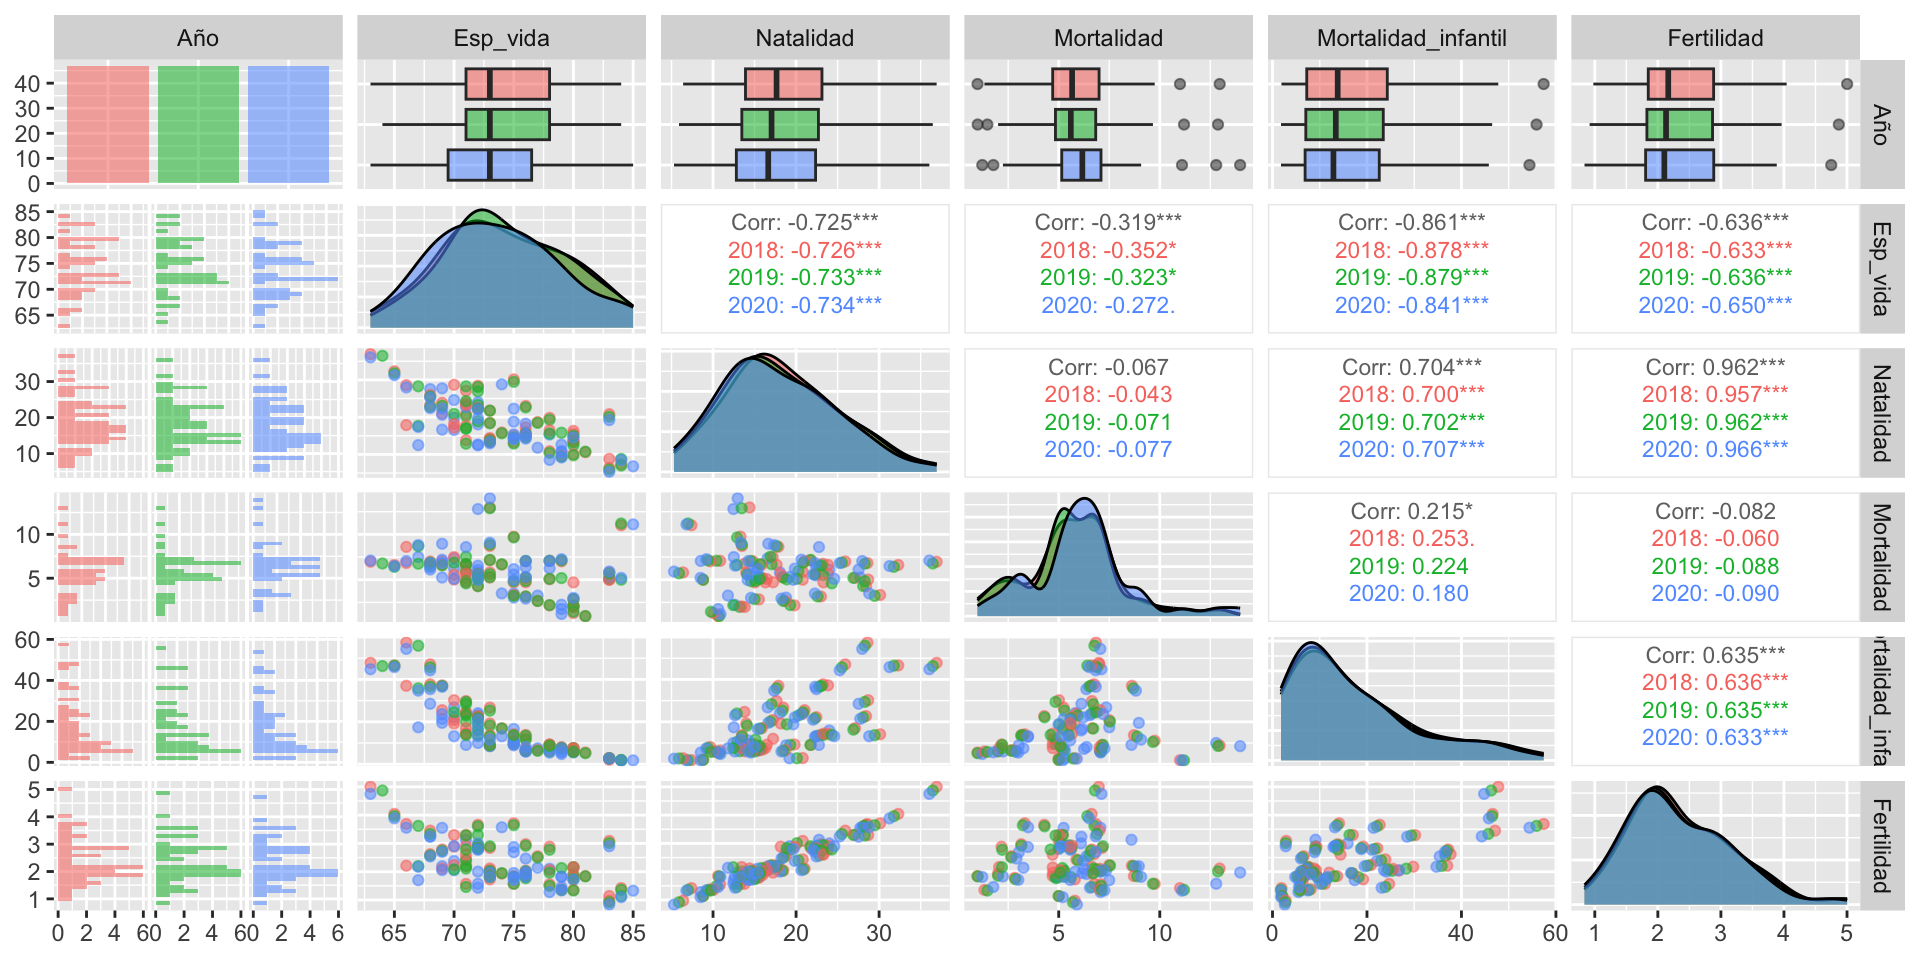 Año
Esp_vida
Natalidad
Mortalidad
Mortalidad_infantil
Fertilidad
40
30
20
10
0
Año
85
80
75
70
65
Corr: -0.725***
2018: -0.726***
2019: -0.733***
2020: -0.734***
Corr: -0.319***
2018: -0.352*
2019: -0.323*
2020: -0.272.
Corr: -0.861***
2018: -0.878***
2019: -0.879***
2020: -0.841***
Corr: -0.636***
2018: -0.633***
2019: -0.636***
2020: -0.650***
Esp_vida
30
20
10
Corr: -0.067
2018: -0.043
2019: -0.071
2020: -0.077
Corr: 0.704***
2018: 0.700***
2019: 0.702***
2020: 0.707***
Corr: 0.962***
2018: 0.957***
2019: 0.962***
2020: 0.966***
Natalidad
10
5
Corr: 0.215*
2018: 0.253.
2019: 0.224
2020: 0.180
Corr: -0.082
2018: -0.060
2019: -0.088
2020: -0.090
Mortalidad
60
40
20
0
Corr: 0.635***
2018: 0.636***
2019: 0.635***
2020: 0.633***
rtalidad_infa
5
4
3
2
1
Fertilidad
0 2 4 6 0 2 4 6 0 2 4 6
65 70 75 80 85
10 20 30
5 10
0 20 40 60
1 2 3 4 5